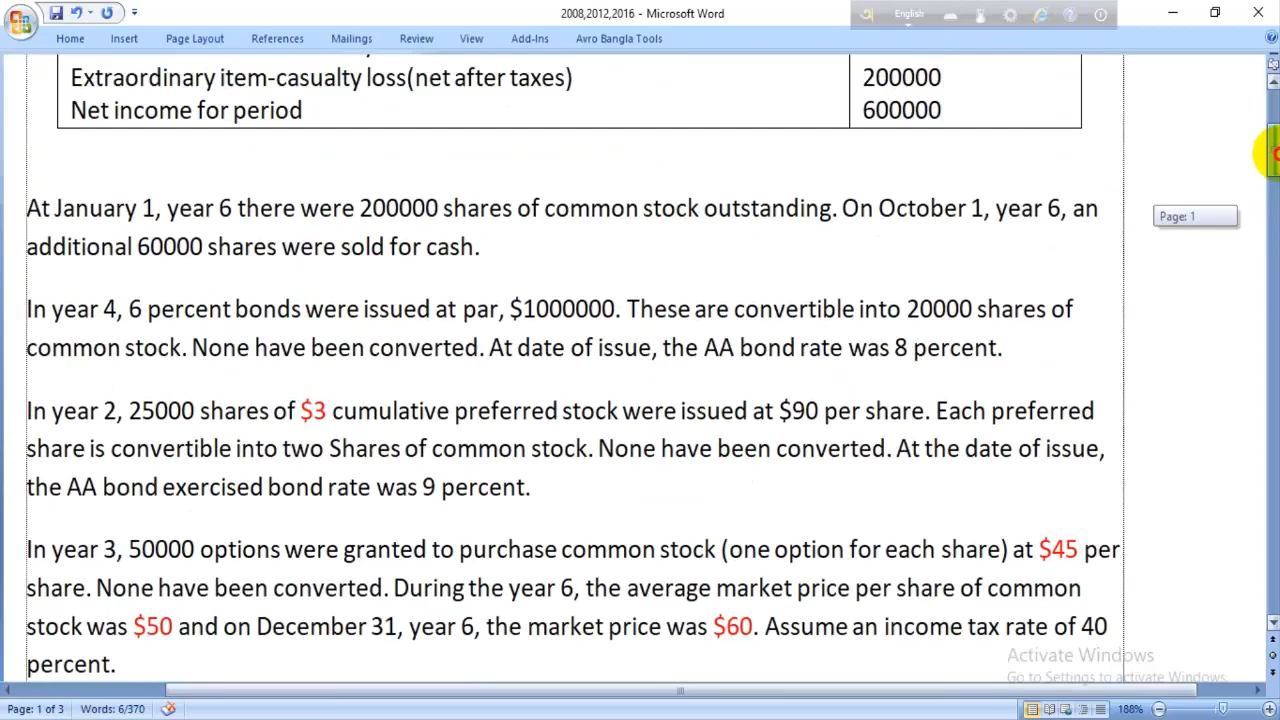 2008,2012,2016 - Microsoft Word
English
Home Insert Page Layout References Mailings Review View Add-Ins Avro Bangla Tools
Extraordinary item-casualty loss(net after taxes) 200000
Net income for period 600000
At January 1, year 6 there were 200000 shares of common stock outstanding. On October 1, year 6, an
additional 60000 shares were sold for cash.
Page: 1
In year 4, 6 percent bonds were issued at par, $1000000. These are convertible into 20000 shares of
common stock. None have been converted. At date of issue, the AA bond rate was 8 percent.
In year 2, 25000 shares of $3 cumulative preferred stock were issued at $90 per share. Each preferred
share is convertible into two Shares of common stock. None have been converted. At the date of issue,
the AA bond exercised bond rate was 9 percent.
In year 3, 50000 options were granted to purchase common stock (one option for each share) at $45 per
share. None have been converted. During the year 6, the average market price per share of common
stock was $50 and on December 31, year 6, the market price was $60. Assume an income tax rate of 40
percent.
Activate Windows
Go to Settings to activate Windows.
Page: 1 of 3 Words: 6/370 188%